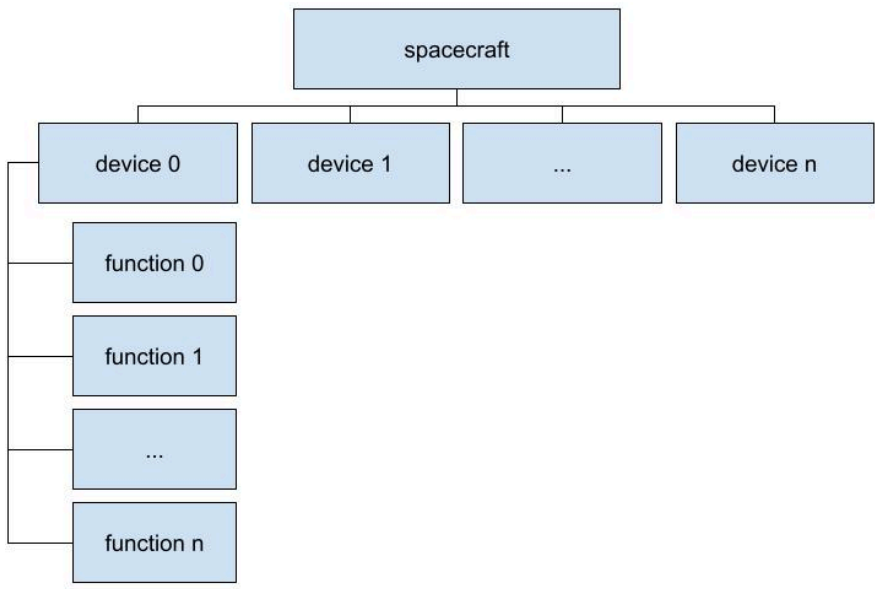 spacecraft
device 0
device 1
...
device n
function 0
function 1
...
function n